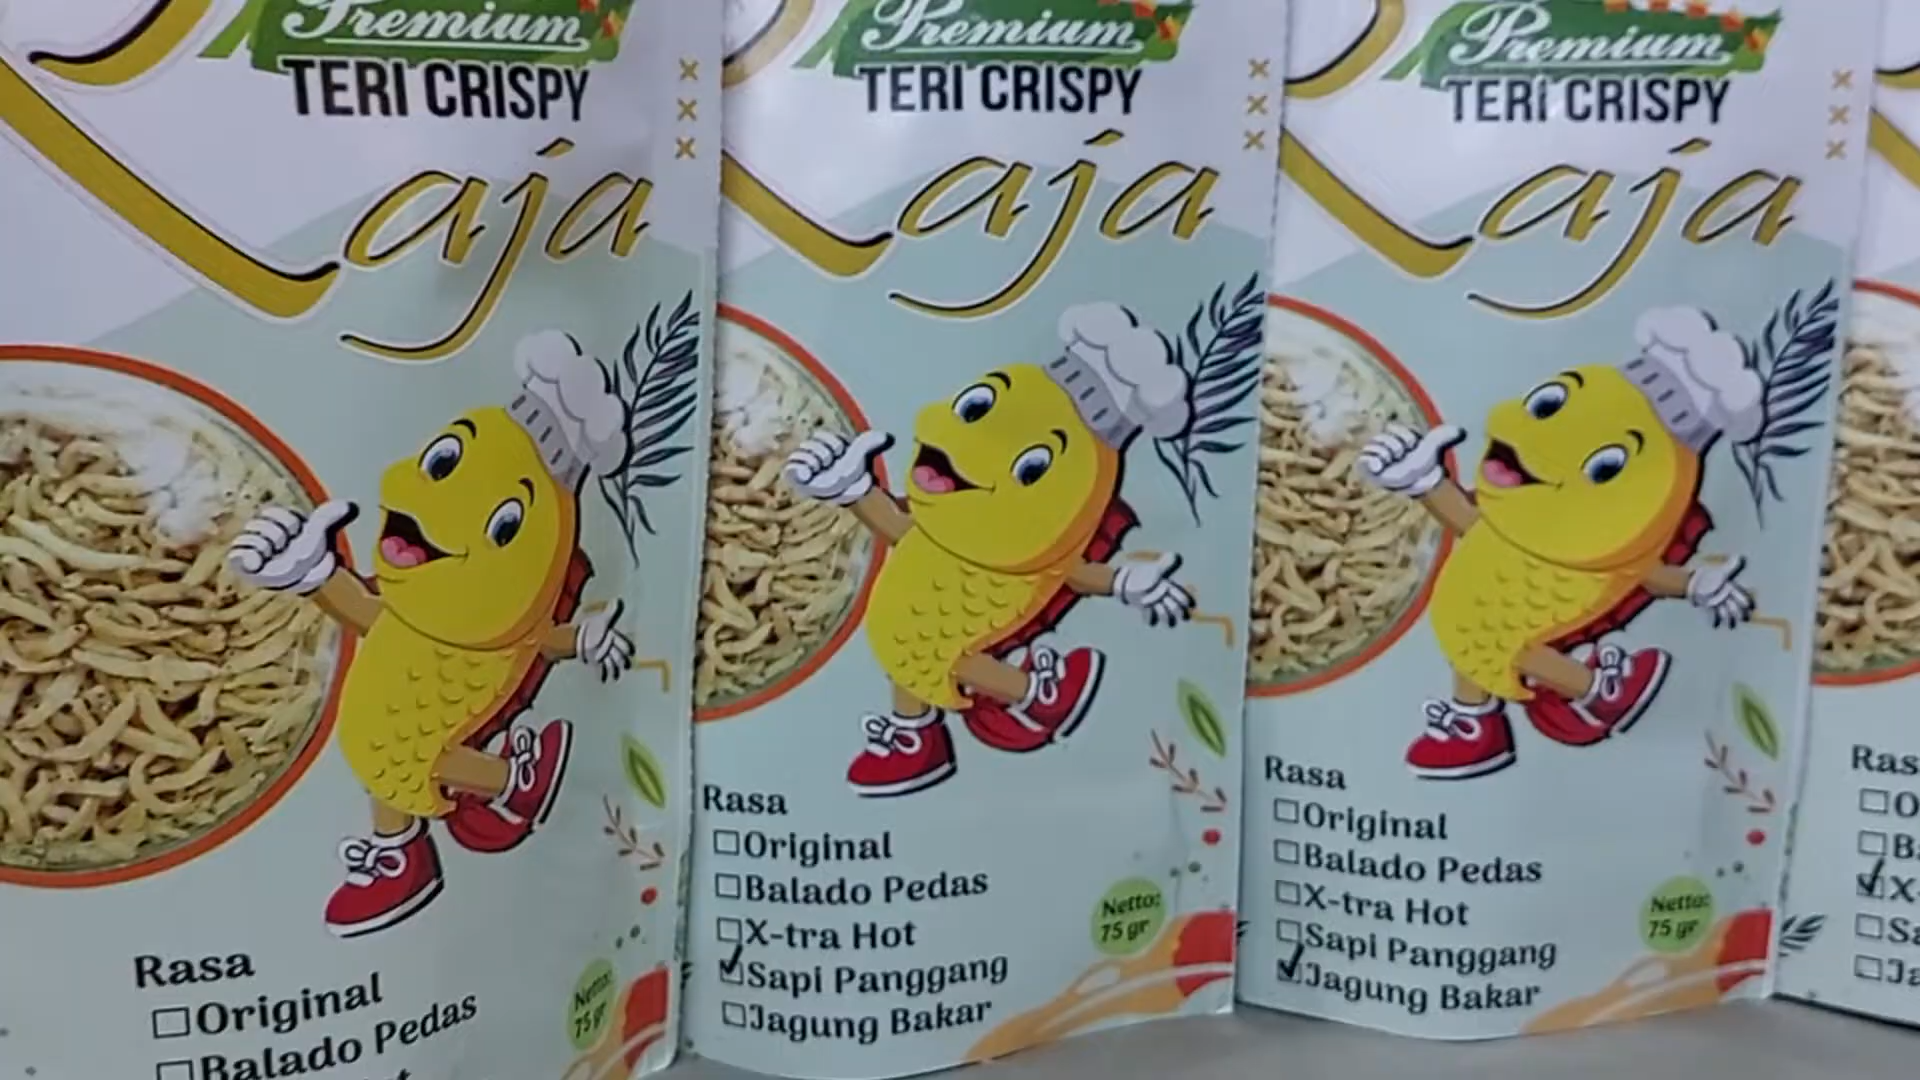 Premium
TERI CRISPY
Raja
Rasa
Original
Balado Pedas
Netto:
75 gr
Premium
TERI CRISPY
Raja
Rasa
Original
Balado Pedas
X-tra Hot
Sapi Panggang
Jagung Bakar
Netto:
75 gr
Premium
TERI CRISPY
Raja
Rasa
Original
Balado Pedas
X-tra Hot
Sapi Panggang
Jagung Bakar
Netto:
75 gr